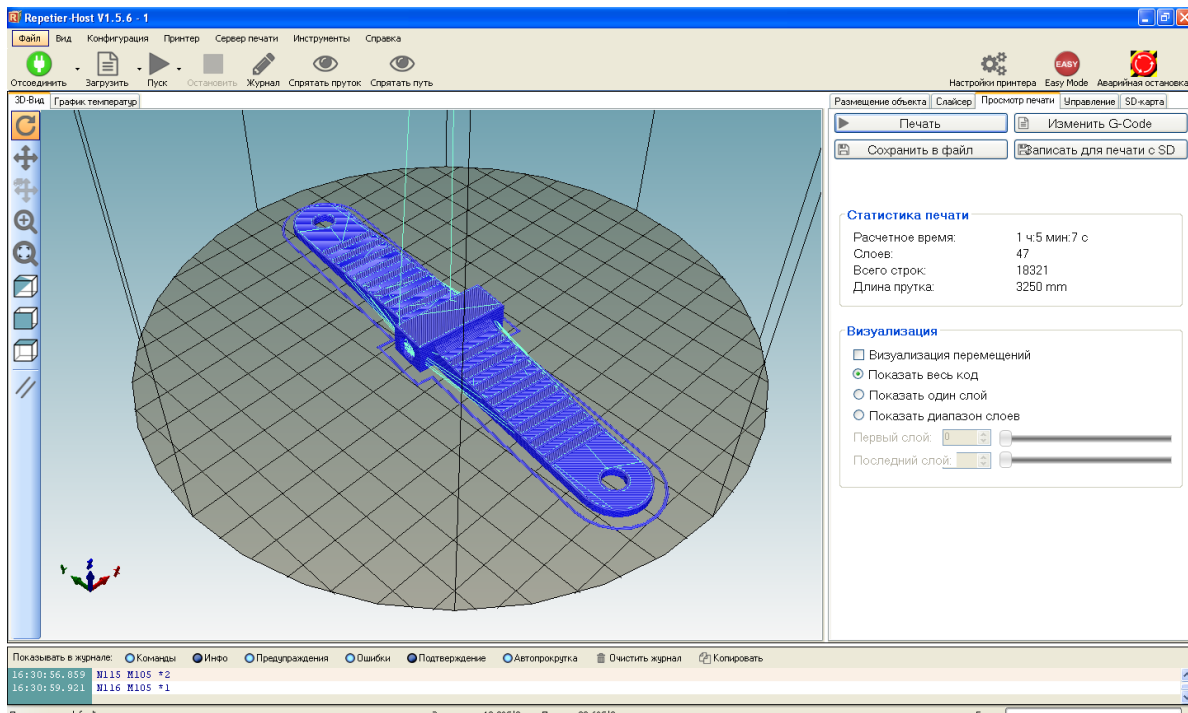 Repetier-Host V1.5.6 - 1
Файл Вид Конфигурация Принтер Сервер печати Инструменты Справка
Отсоединить Загрузить Пуск Остановить Журнал Спрятать пруток Спрятать путь Настройки принтера Easy Mode Аварийная остановка
EASY
3D-Вид График температур
Размещение объекта Слайсер Просмотр печати Управление SD-карта
Печать Изменить G-Code
Сохранить в файл Записать для печати с SD
Статистика печати
Расчетное время: 1 ч:5 мин:7 с
Слоев: 47
Всего строк: 18321
Длина прутка: 3250 mm
Визуализация
Визуализация перемещений
Показать весь код
Показать один слой
Показать диапазон слоев
Первый слой: 0
Последний слой:
Показывать в журнале: Команды Инфо Предупраждения Ошибки Подтверждение Автопрокрутка Очистить журнал Копировать
16:30:56.859 N115 M105 *2
16:30:59.921 N116 M105 *1